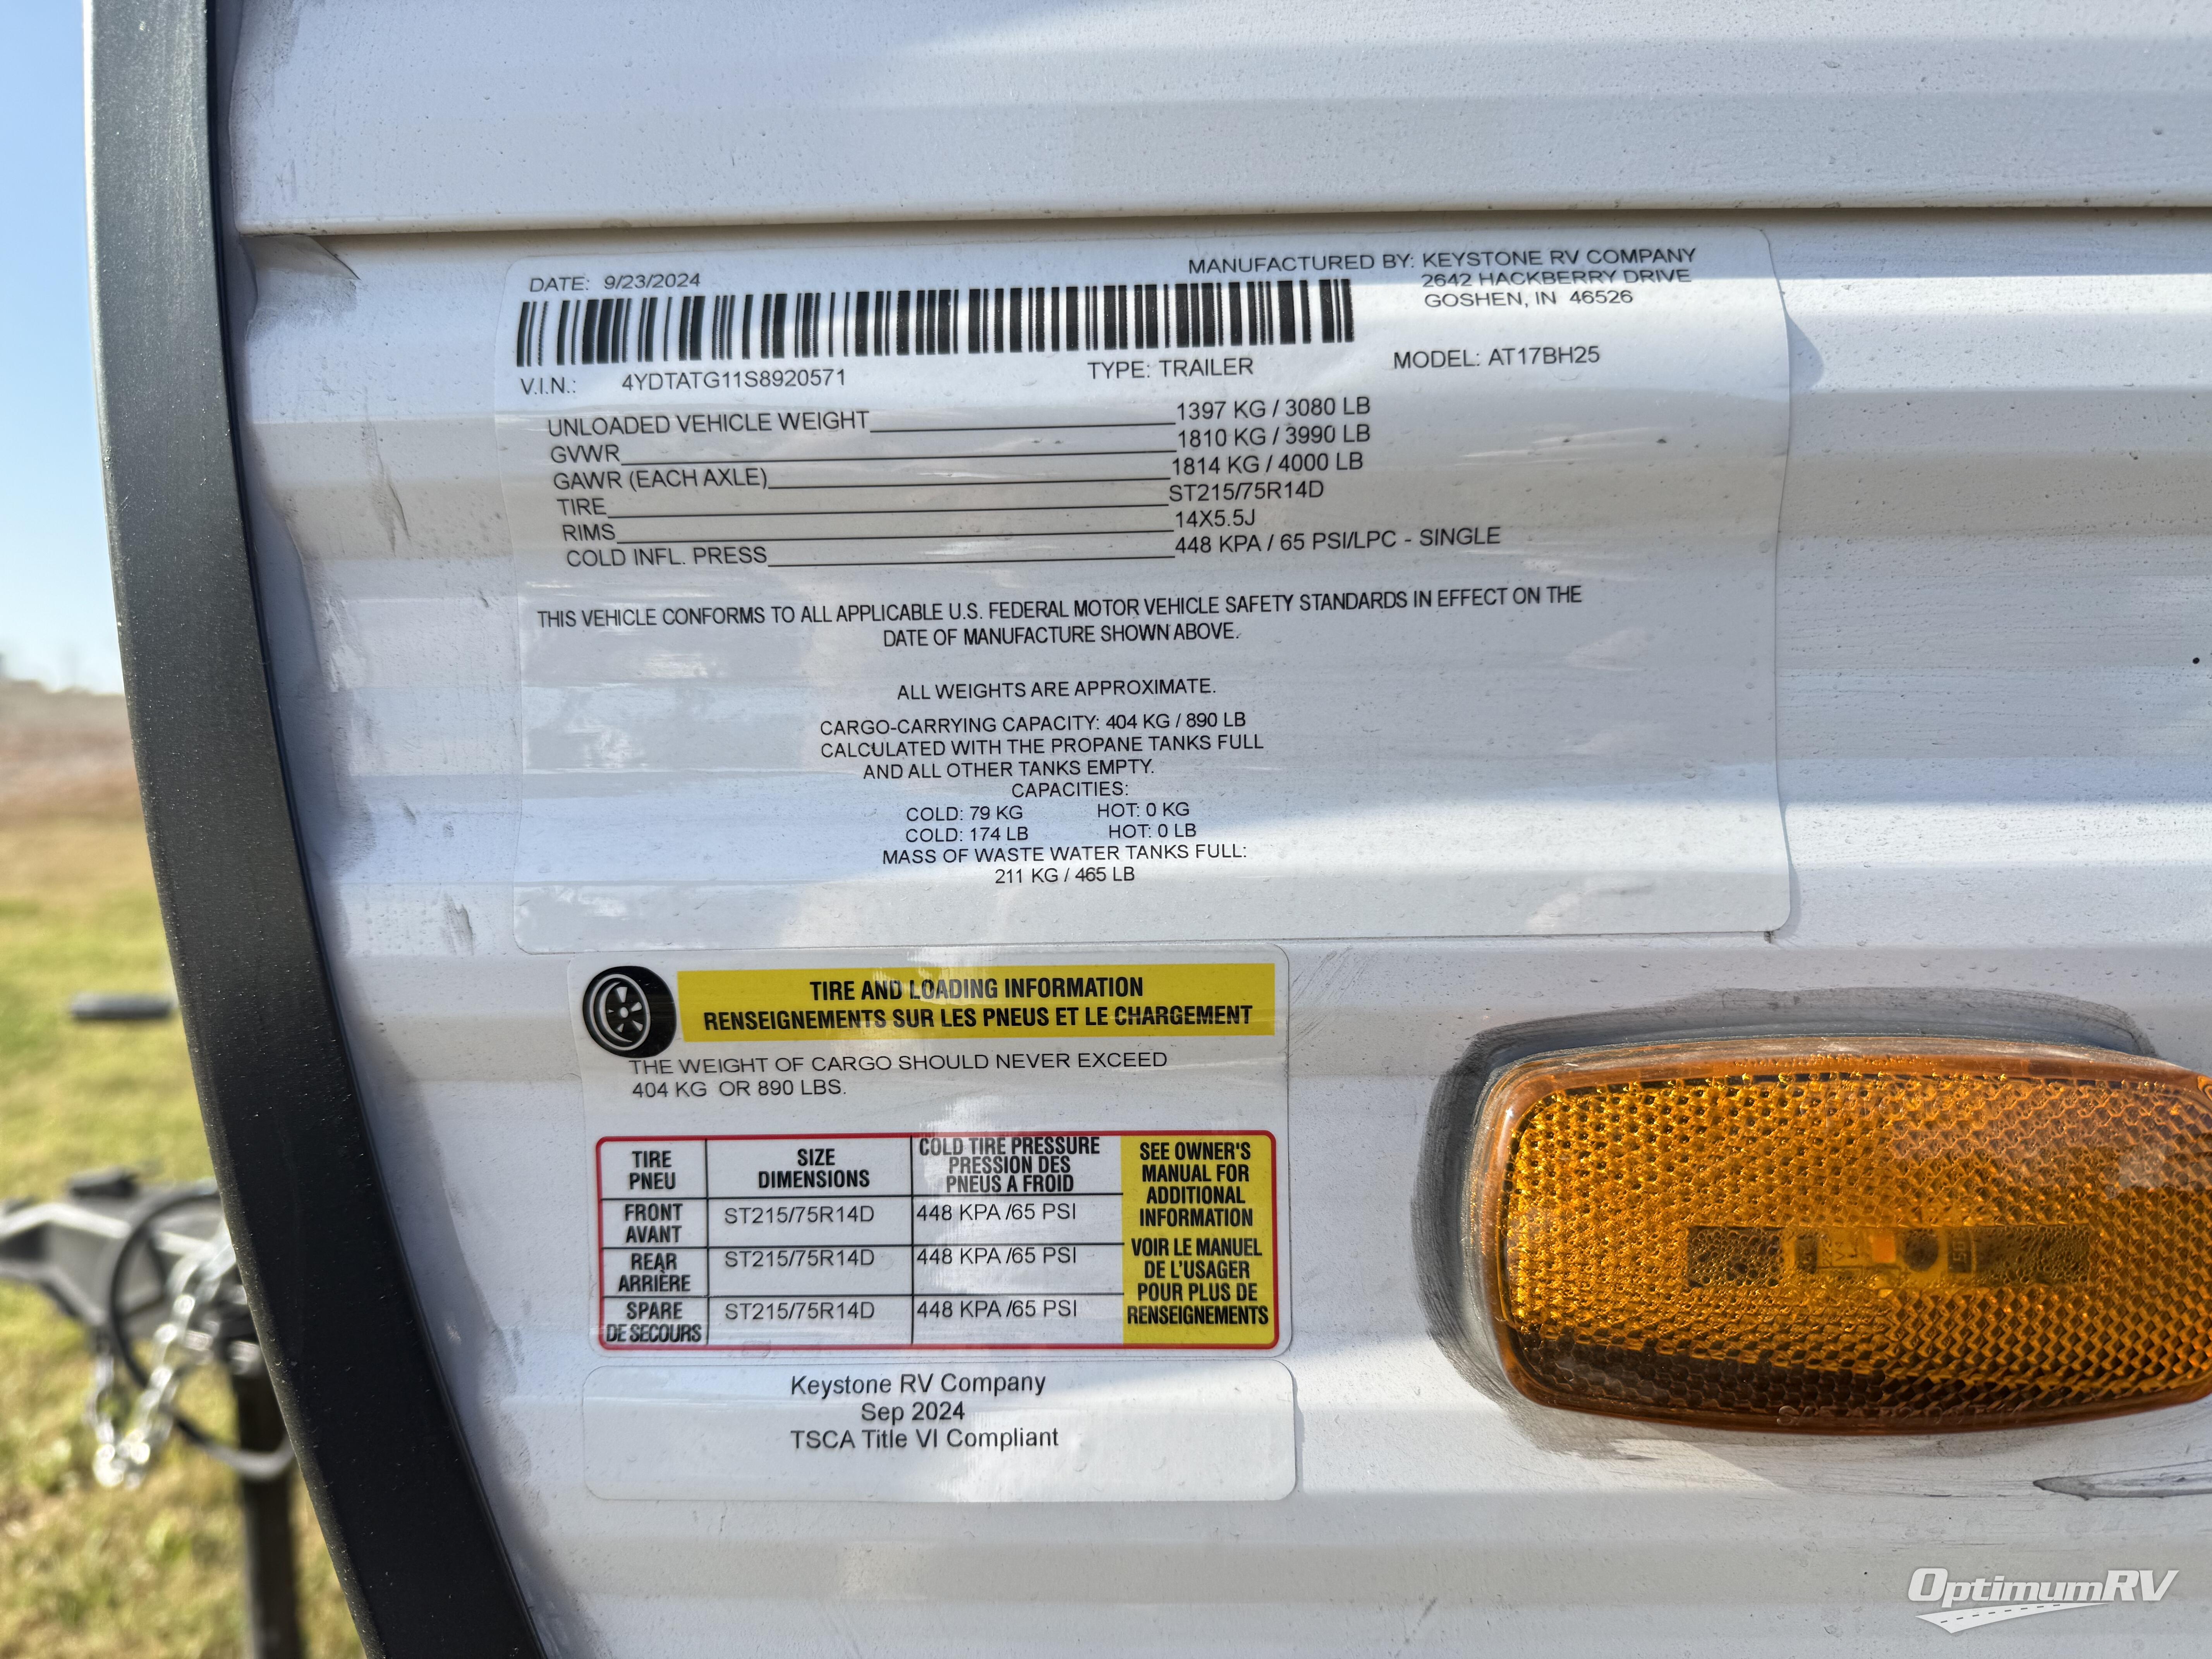 DATE: 9/23/2024
MANUFACTURED BY: KEYSTONE RV COMPANY
2642 HACKBERRY DRIVE
GOSHEN, IN 46526
V.I.N.: 4YDTATG11S8920571 TYPE: TRAILER MODEL: AT17BH25
UNLOADED VEHICLE WEIGHT 1397 KG / 3080 LB
GVWR 1810 KG / 3990 LB
GAWR (EACH AXLE) 1814 KG / 4000 LB
TIRE ST215/75R14D
RIMS 14X5.5J
COLD INFL. PRESS 448 KPA / 65 PSI/LPC - SINGLE
THIS VEHICLE CONFORMS TO ALL APPLICABLE U.S. FEDERAL MOTOR VEHICLE SAFETY STANDARDS IN EFFECT ON THE
DATE OF MANUFACTURE SHOWN ABOVE.
ALL WEIGHTS ARE APPROXIMATE.
CARGO-CARRYING CAPACITY: 404 KG / 890 LB
CALCULATED WITH THE PROPANE TANKS FULL
AND ALL OTHER TANKS EMPTY.
CAPACITIES:
COLD: 79 KG HOT: 0 KG
COLD: 174 LB HOT: 0 LB
MASS OF WASTE WATER TANKS FULL:
211 KG / 465 LB
TIRE AND LOADING INFORMATION
RENSEIGNEMENTS SUR LES PNEUS ET LE CHARGEMENT
THE WEIGHT OF CARGO SHOULD NEVER EXCEED
404 KG OR 890 LBS.
TIRE
PNEU
SIZE
DIMENSIONS
COLD TIRE PRESSURE
PRESSION DES
PNEUS A FROID
FRONT
AVANT
ST215/75R14D
448 KPA /65 PSI
REAR
ARRIÈRE
ST215/75R14D
448 KPA /65 PSI
SPARE
DE SECOURS
ST215/75R14D
448 KPA /65 PSI
SEE OWNER'S
MANUAL FOR
ADDITIONAL
INFORMATION
VOIR LE MANUEL
DE L'USAGER
POUR PLUS DE
RENSEIGNEMENTS
Keystone RV Company
Sep 2024
TSCA Title VI Compliant
OptimumRV